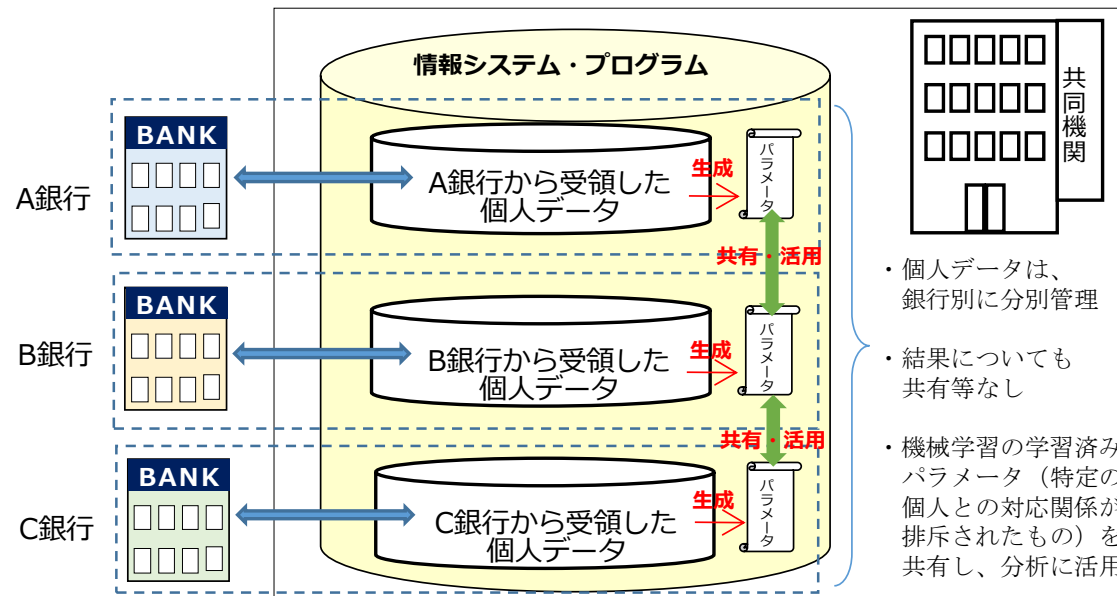 情報システム・プログラム
共同機関
BANK
A銀行
A銀行から受領した
個人データ
生成
パラメータ
共有・活用
BANK
B銀行
B銀行から受領した
個人データ
生成
パラメータ
共有・活用
BANK
C銀行
C銀行から受領した
個人データ
生成
パラメータ
・個人データは、
銀行別に分別管理
・結果についても
共有等なし
・機械学習の学習済み
パラメータ（特定の
個人との対応関係が
排斥されたもの）を
共有し、分析に活用